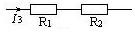 I₃ R₁ R₂